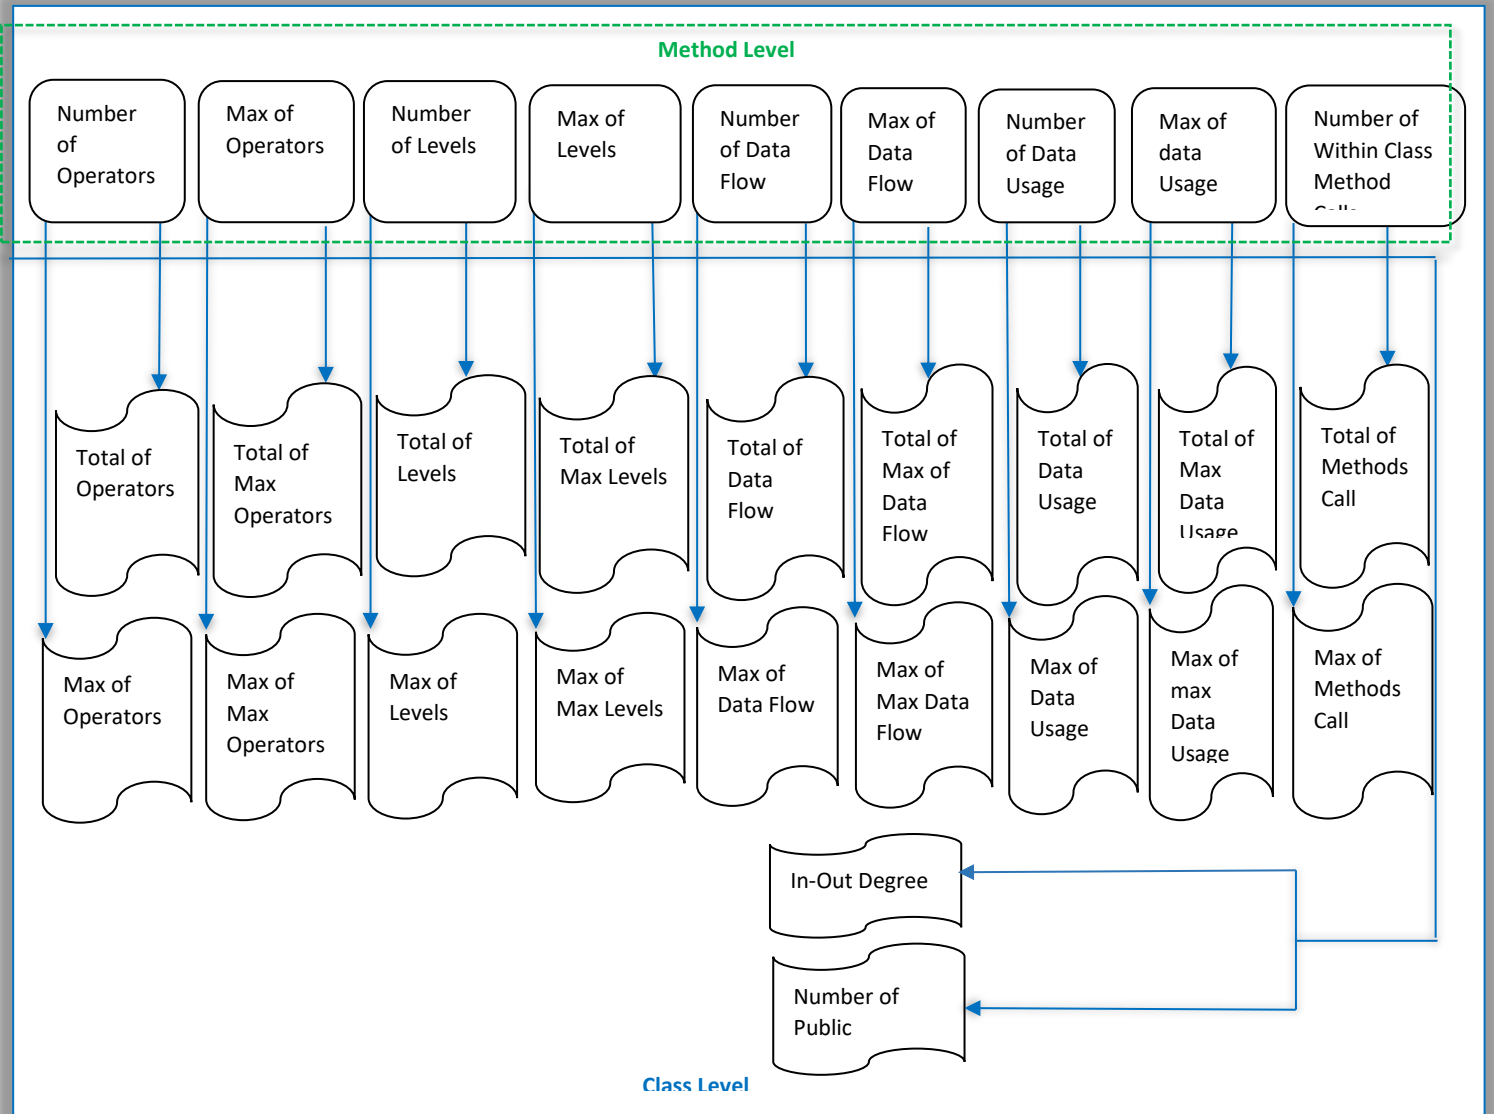 Method Level
Number
of
Operators
Max of
Operators
Number
of Levels
Max of
Levels
Number
of Data
Flow
Max of
Data
Flow
Number
of Data
Usage
Max of
data
Usage
Number of
Within Class
Method
Total of
Operators
Total of
Max
Operators
Total of
Levels
Total of
Max Levels
Total of
Data
Flow
Total of
Max of
Data
Flow
Total of
Data
Usage
Total of
Max
Data
Usage
Total of
Methods
Call
Max of
Operators
Max of
Max
Operators
Max of
Levels
Max of
Max Levels
Max of
Data Flow
Max of
Max Data
Flow
Max of
Data
Usage
Max of
max
Data
Usage
Max of
Methods
Call
In-Out Degree
Number of
Public
Class Level